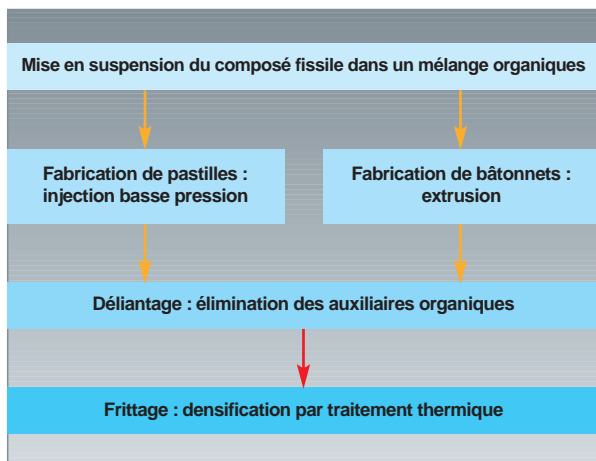 Mise en suspension du composé fissile dans un mélange organiques
Fabrication de pastilles :
injection basse pression
Fabrication de bâtonnets :
extrusion
Déliantage : élimination des auxiliaires organiques
Frittage : densification par traitement thermique